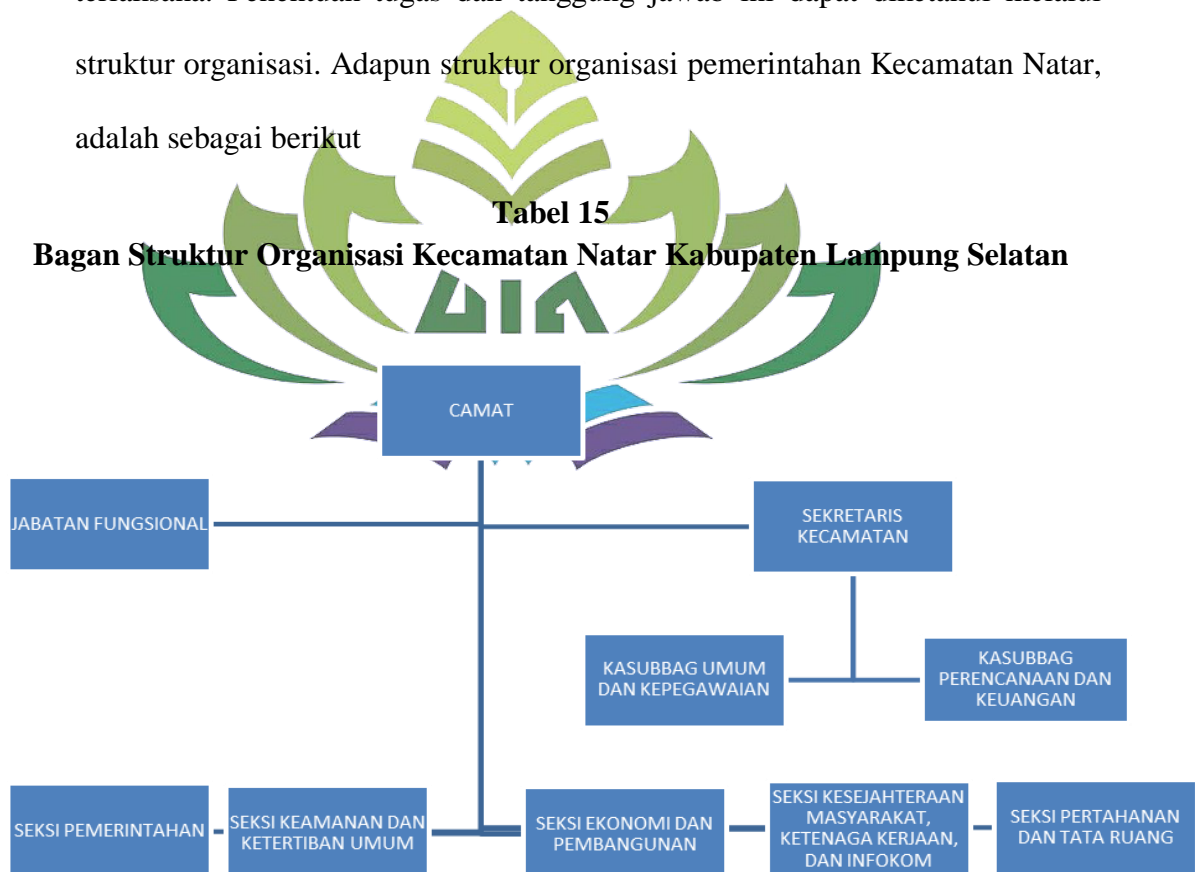 struktur organisasi. Adapun struktur organisasi pemerintahan Kecamatan Natar,
adalah sebagai berikut
Tabel 15
Bagan Struktur Organisasi Kecamatan Natar Kabupaten Lampung Selatan
CAMAT
JABATAN FUNGSIONAL
SEKRETARIS
KECAMATAN
KASUBBAG UMUM
DAN KEPEGAWAIAN
KASUBBAG
PERENCANAAN DAN
KEUANGAN
SEKSI PEMERINTAHAN
SEKSI KEAMANAN DAN
KETERTIBAN UMUM
SEKSI EKONOMI DAN
PEMBANGUNAN
SEKSI KESEJAHTERAAN
MASYARAKAT,
KETENAGA KERJAAN,
DAN INFOKOM
SEKSI PERTAHANAN
DAN TATA RUANG